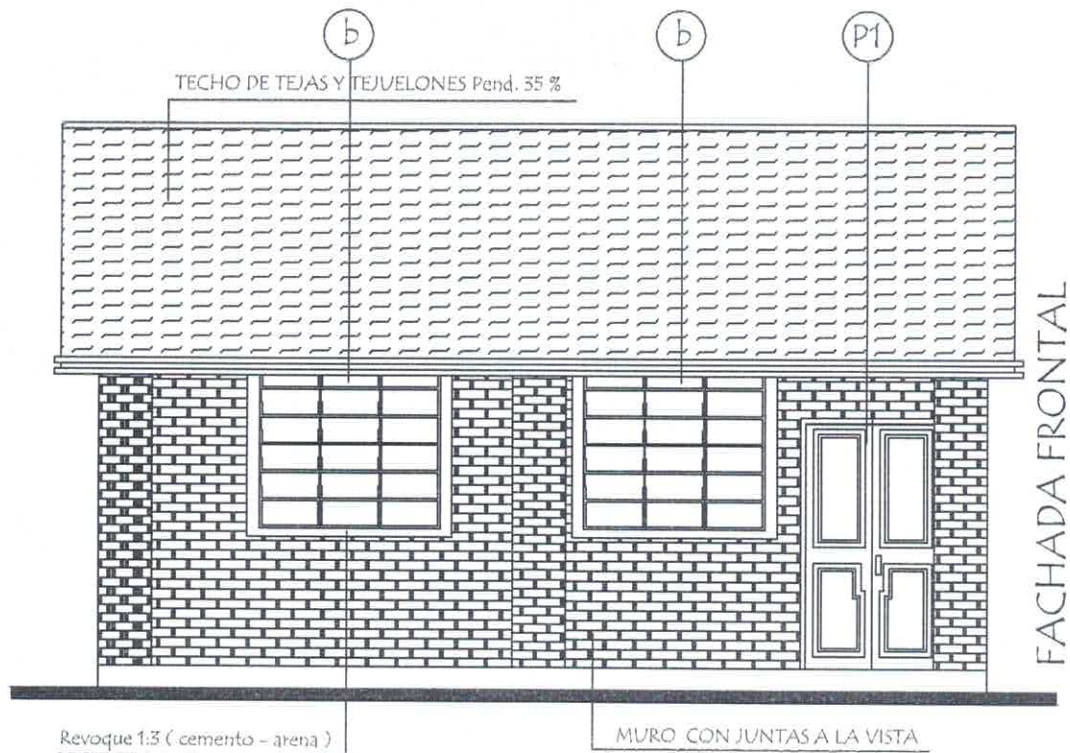 b
b
P1
TECHO DE TEJAS Y TEJUELONES Pend. 35 %
FACHADA FRONTAL
Revoque 1:3 ( cemento - arena )
MURO CON JUNTAS A LA VISTA